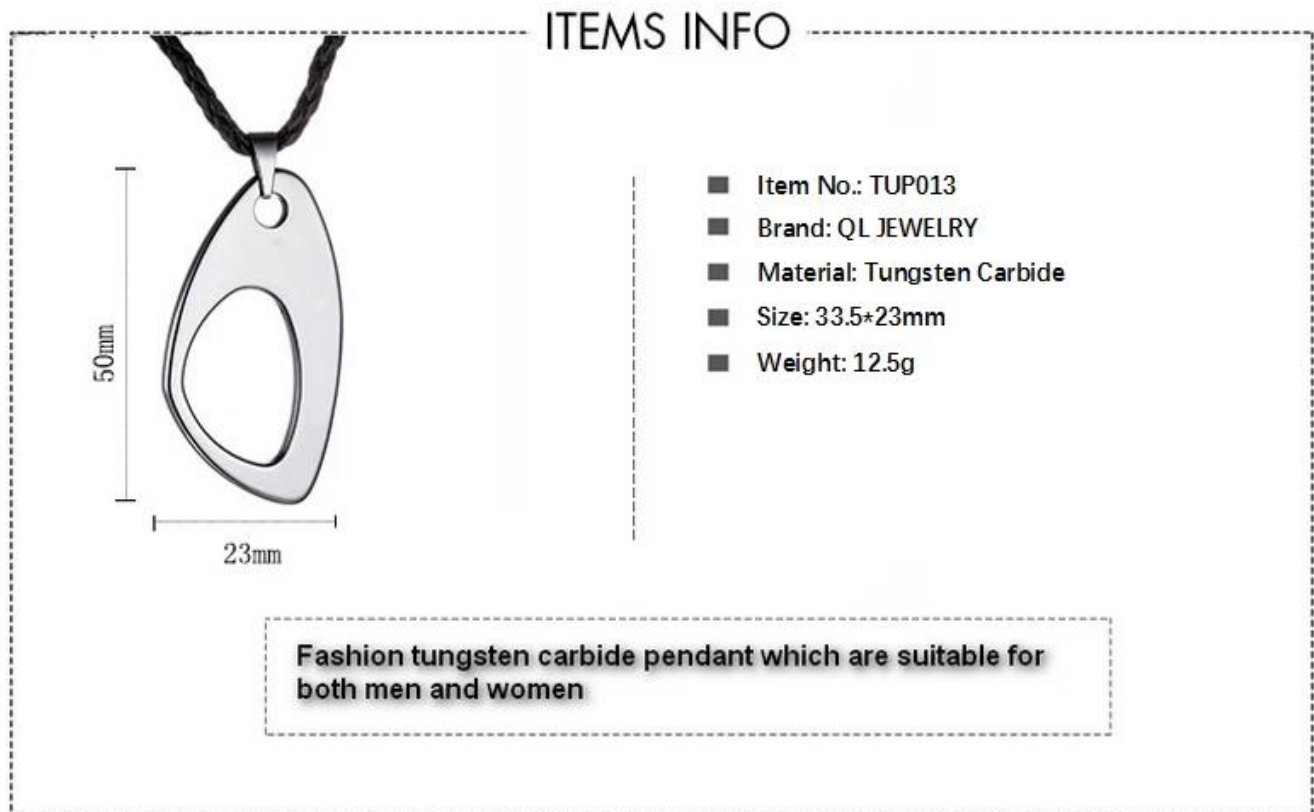 ITEMS INFO
50mm
23mm
Item No.: TUP013
Brand: QL JEWELRY
Material: Tungsten Carbide
Size: 33.5*23mm
Weight: 12.5g
Fashion tungsten carbide pendant which are suitable for
both men and women